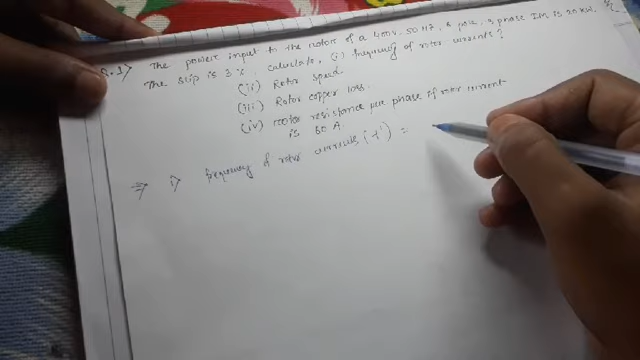 Q.1) The power input to the motor of a 400V, 50 Hz, 6 pole, 3 phase IM is 20 kW,
The slip is 3%. Calculate, (i) frequency of rotor currents?
(ii) Rotor speed.
(iii) Rotor copper loss.
(iv) rotor resistance per phase if rotor current
is 60 A.
⇒ i) frequency of rotor currents (f') =